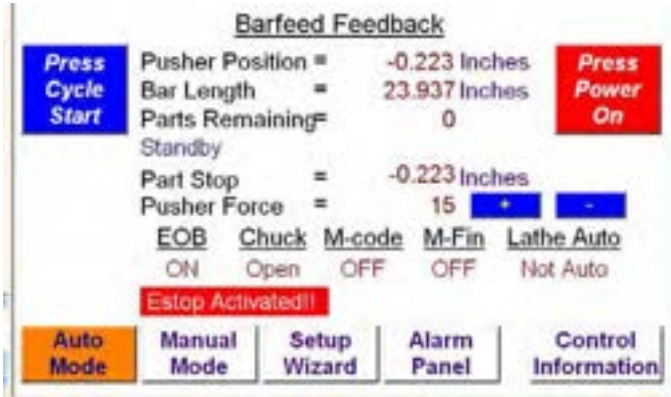 Barfeed Feedback
Press Cycle Start
Pusher Position = -0.223 Inches
Bar Length = 23.937 Inches
Parts Remaining= 0
Press Power On
Standby
Part Stop = -0.223 Inches
Pusher Force = 15 + -
EOB Chuck M-code M-Fin Lathe Auto
ON Open OFF OFF Not Auto
Estop Activated!!
Auto Mode
Manual Mode
Setup Wizard
Alarm Panel
Control Information